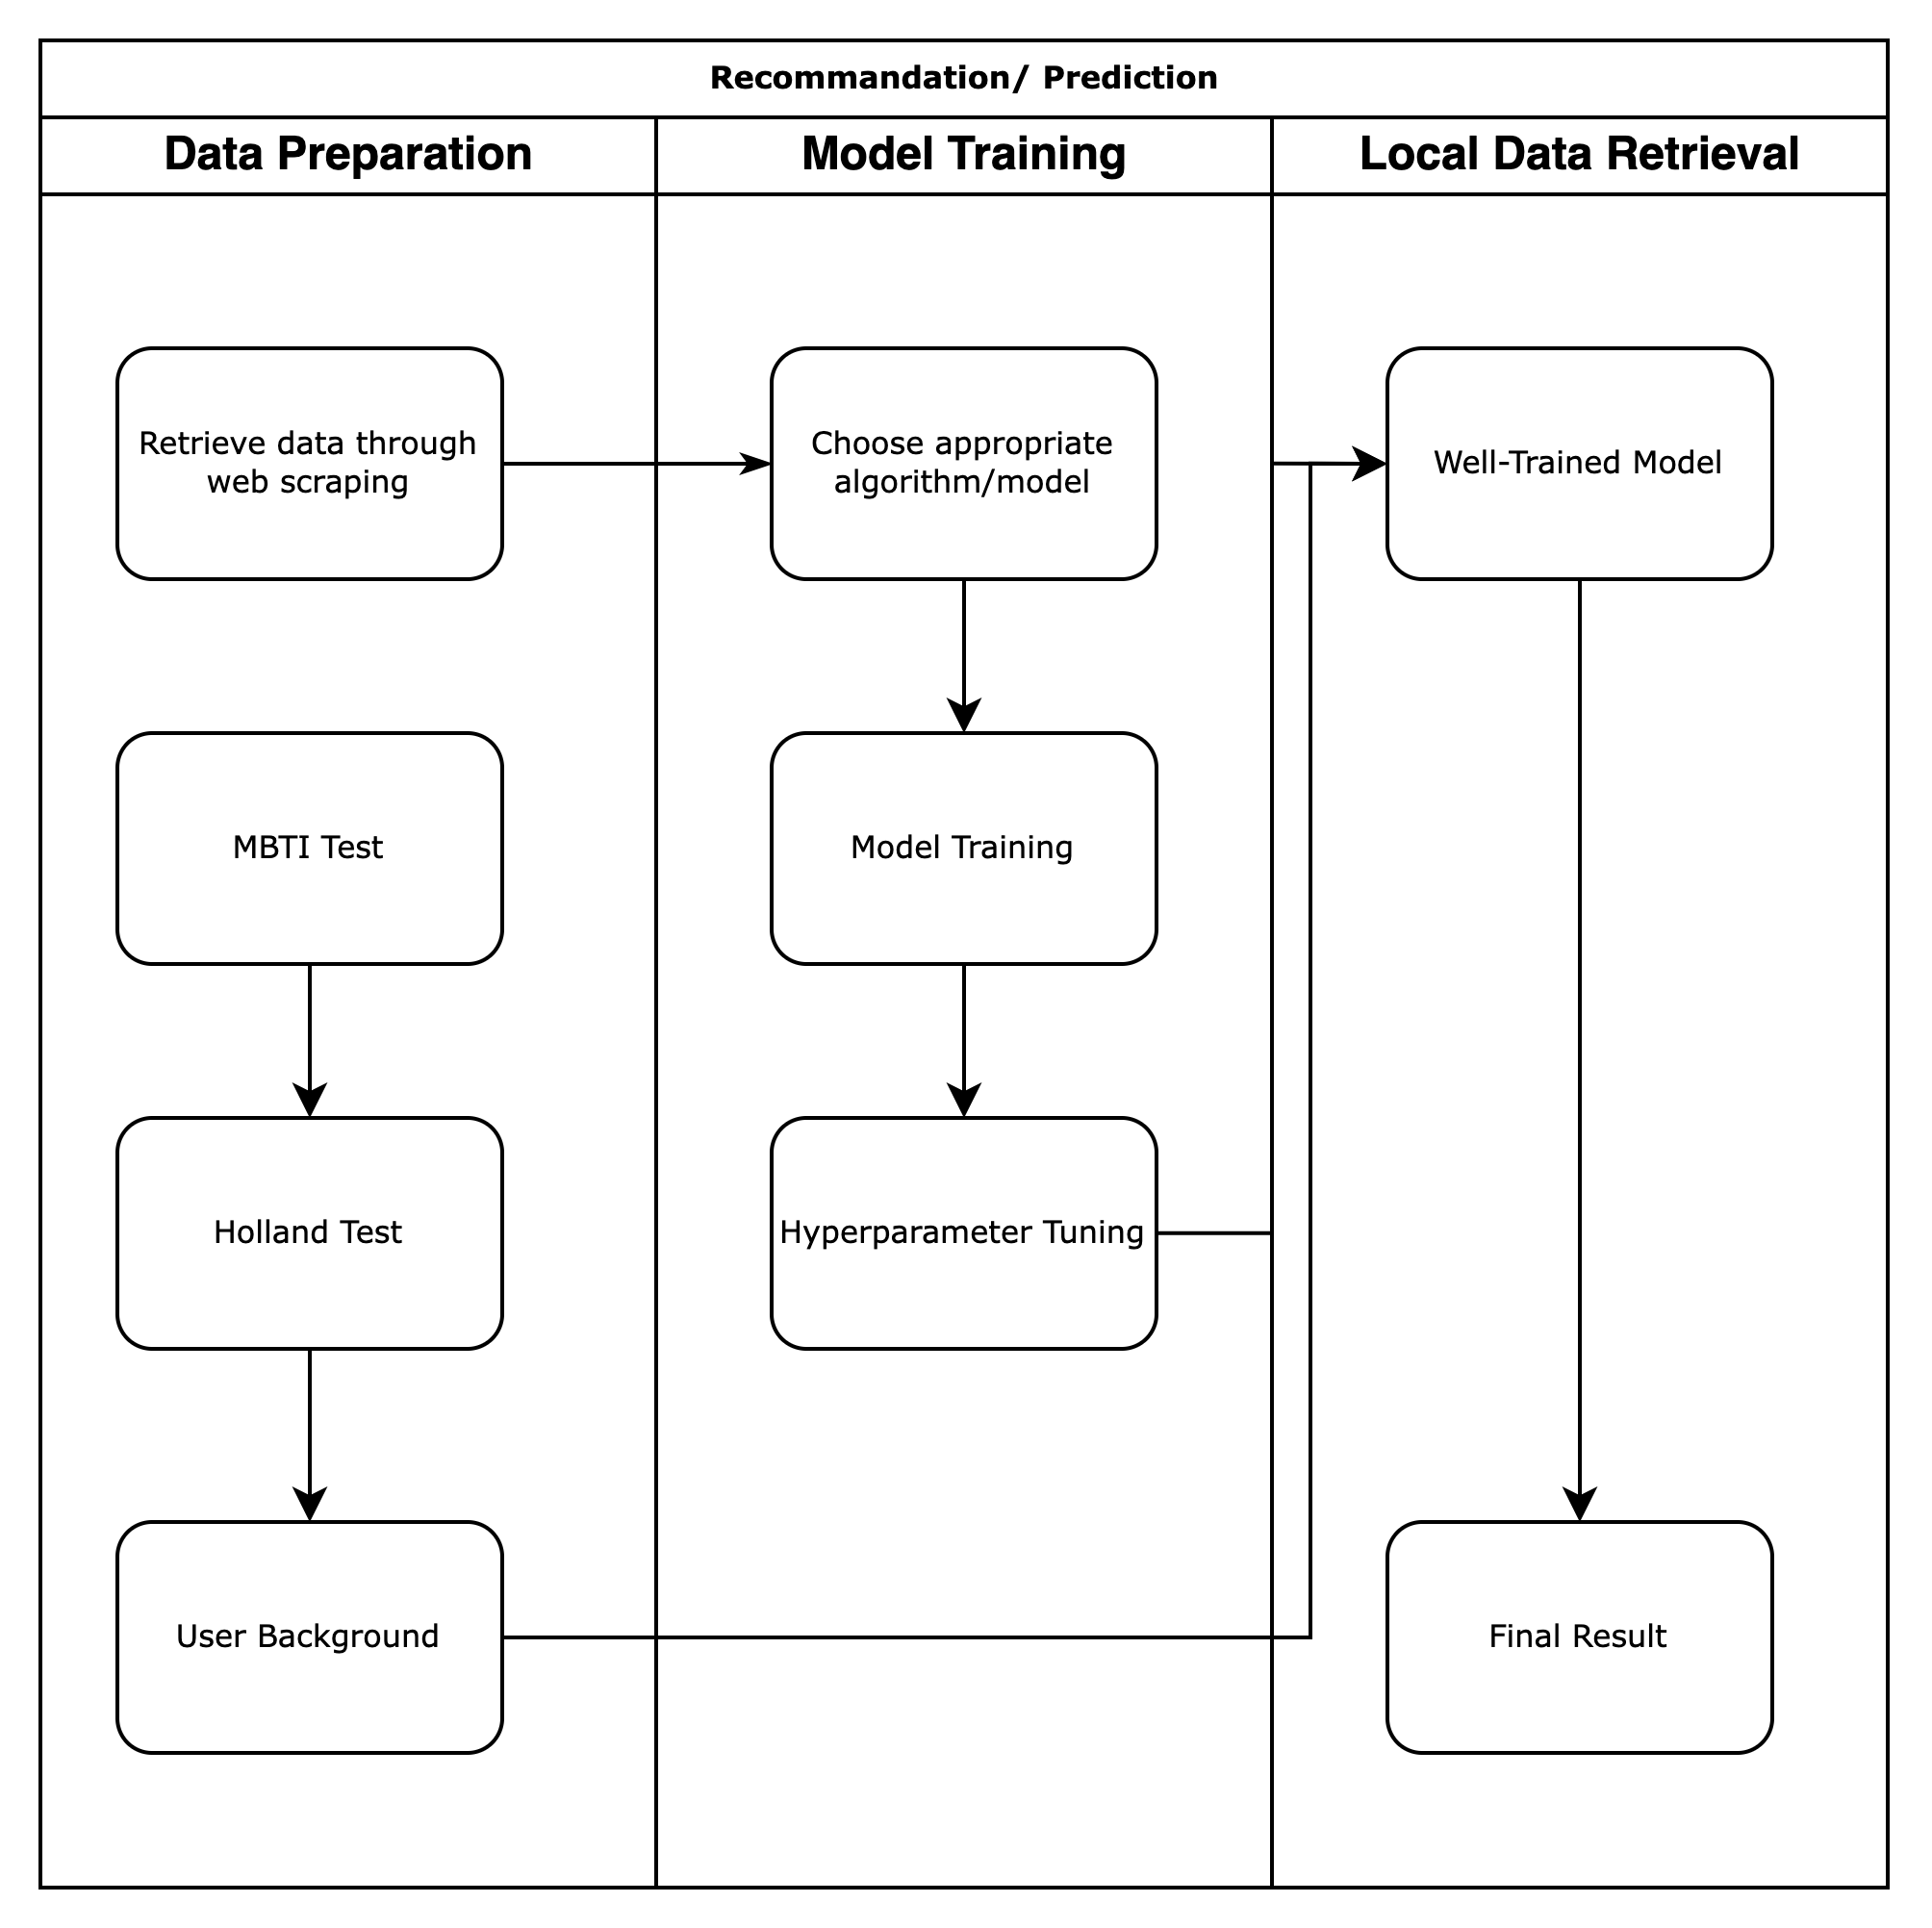 Recommandation/ Prediction
Data Preparation
Model Training
Local Data Retrieval
Retrieve data through
web scraping
Choose appropriate
algorithm/model
Well-Trained Model
MBTI Test
Model Training
Holland Test
Hyperparameter Tuning
User Background
Final Result